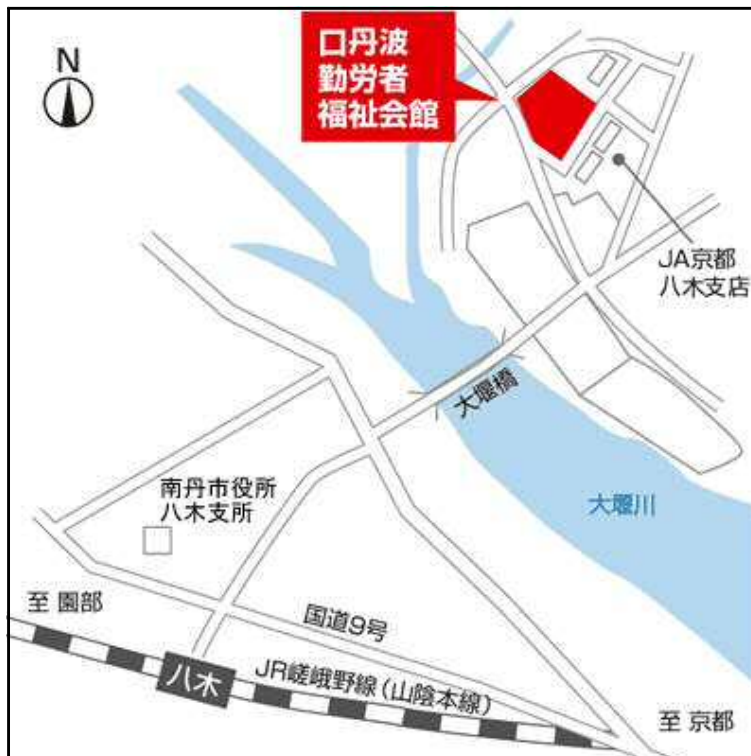 N
口丹波
勤労者
福祉会館
JA京都
八木支店
大堰橋
南丹市役所
八木支所
大堰川
至 園部
国道9号
八木
JR嵯峨野線(山陰本線)
至 京都